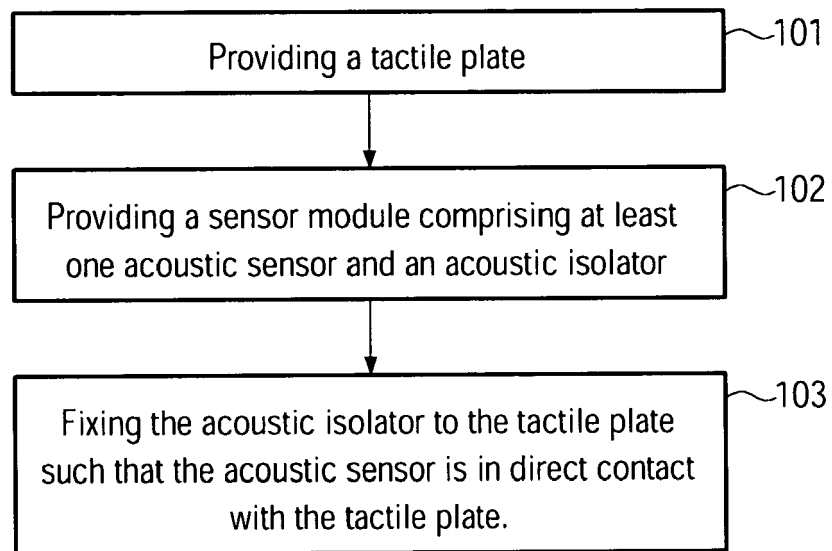 Providing a tactile plate
101
Providing a sensor module comprising at least
one acoustic sensor and an acoustic isolator
102
Fixing the acoustic isolator to the tactile plate
such that the acoustic sensor is in direct contact
with the tactile plate.
103